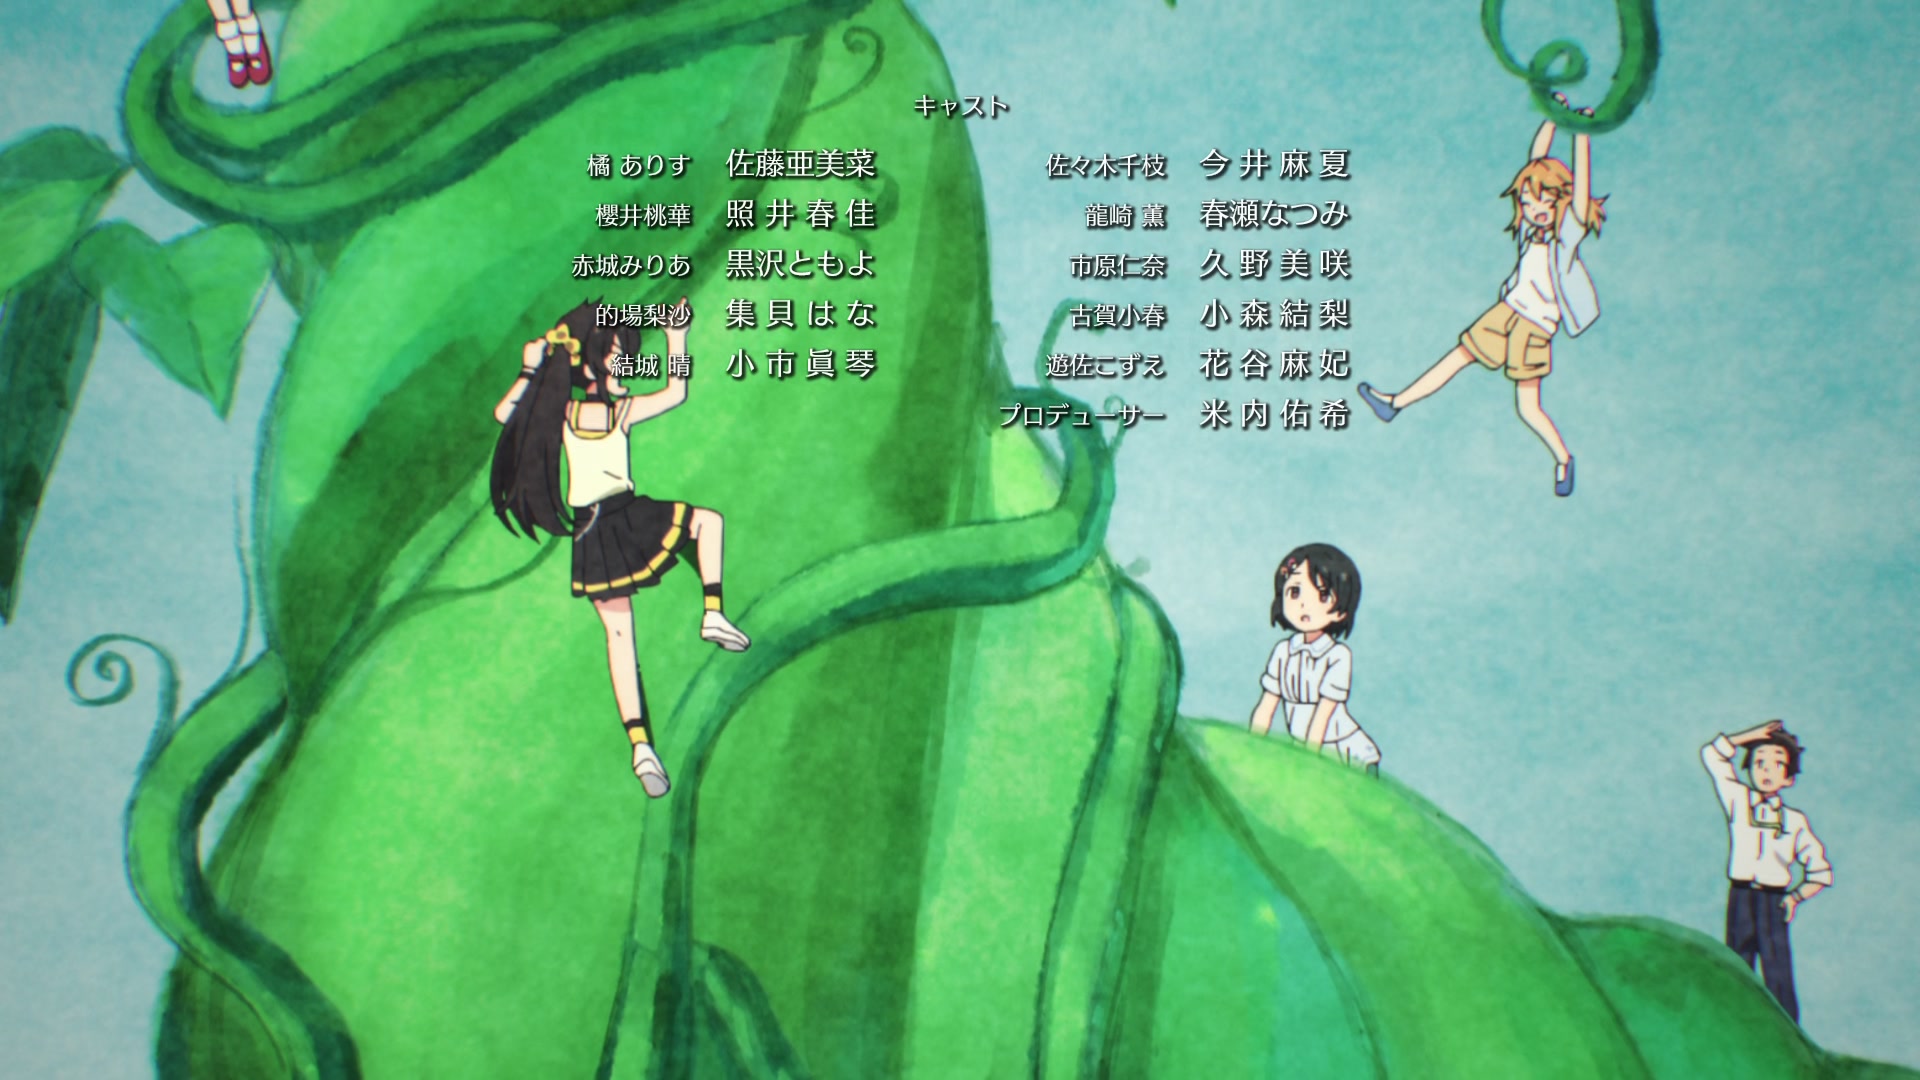 キャスト
橘 ありす 佐藤亜美菜
櫻井桃華 照井春佳
赤城みりあ 黒沢ともよ
的場梨沙 集貝はな
結城 晴 小市眞琴
佐々木千枝 今井麻夏
龍崎 薫 春瀬なつみ
市原仁奈 久野美咲
古賀小春 小森結梨
遊佐こずえ 花谷麻妃
プロデューサー 米内佑希